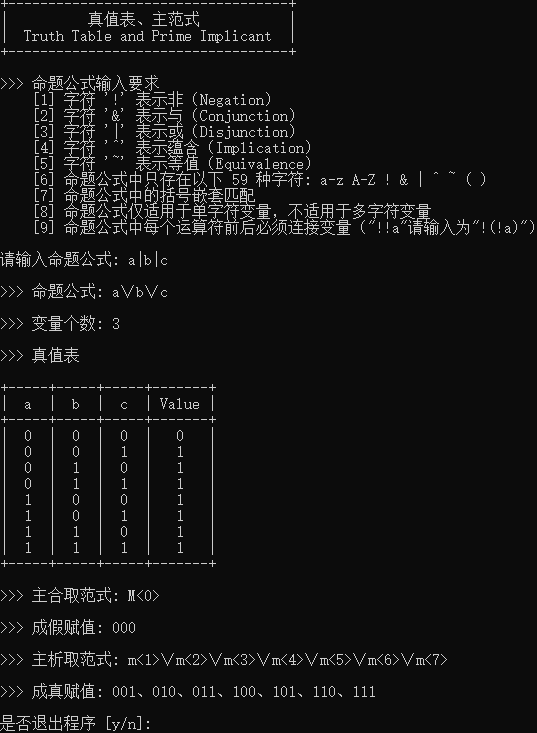 +-----------------------------------+
|          真值表、主范式           |
|  Truth Table and Prime Implicant  |
+-----------------------------------+
>>> 命题公式输入要求
[1] 字符 '!' 表示非 (Negation)
[2] 字符 '&' 表示与 (Conjunction)
[3] 字符 '|' 表示或 (Disjunction)
[4] 字符 '^' 表示蕴含 (Implication)
[5] 字符 '~' 表示等值 (Equivalence)
[6] 命题公式中只存在以下 59 种字符: a-z A-Z ! & | ^ ~ ( )
[7] 命题公式中的括号嵌套匹配
[8] 命题公式仅适用于单字符变量, 不适用于多字符变量
[9] 命题公式中每个运算符前后必须连接变量 ("!!a"请输入为"!(!a)")
请输入命题公式: a|b|c
>>> 命题公式: a∨b∨c
>>> 变量个数: 3
>>> 真值表
+-----+-----+-----+-------+
|  a  |  b  |  c  | Value |
+-----+-----+-----+-------+
|  0  |  0  |  0  |   0   |
|  0  |  0  |  1  |   1   |
|  0  |  1  |  0  |   1   |
|  0  |  1  |  1  |   1   |
|  1  |  0  |  0  |   1   |
|  1  |  0  |  1  |   1   |
|  1  |  1  |  0  |   1   |
|  1  |  1  |  1  |   1   |
+-----+-----+-----+-------+
>>> 主合取范式: M<0>
>>> 成假赋值: 000
>>> 主析取范式: m<1>∨m<2>∨m<3>∨m<4>∨m<5>∨m<6>∨m<7>
>>> 成真赋值: 001、010、011、100、101、110、111
是否退出程序 [y/n]: